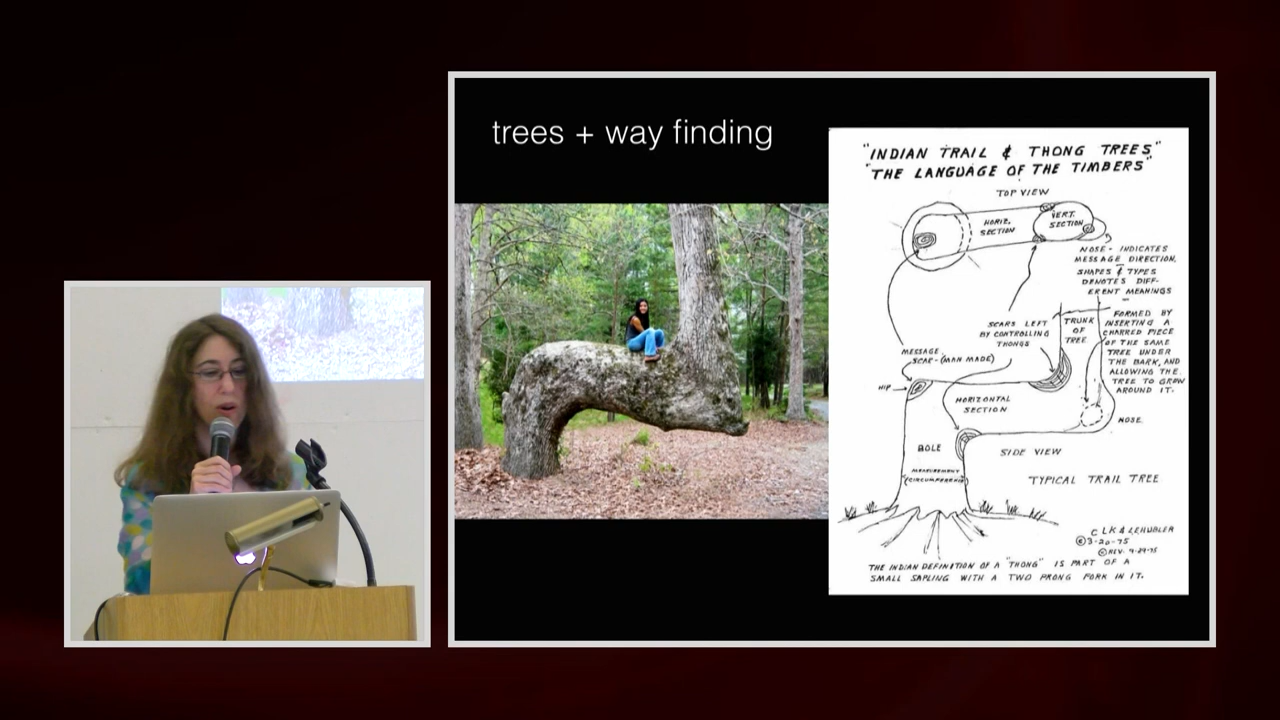 trees + way finding
"INDIAN TRAIL & THONG TREES"
"THE LANGUAGE OF THE TIMBERS"
TOP VIEW
HORIZ.
SECTION
VERT.
SECTION
NOSE - INDICATES
MESSAGE DIRECTION,
SHAPES & TYPES
DENOTES DIFF-
ERENT MEANINGS
SCARS LEFT
BY CONTROLLING
THONGS
TRUNK
OF
TREE
FORMED BY
INSERTING A
CHARRED PIECE
OF THE SAME
TREE UNDER
THE BARK, AND
ALLOWING THE
TREE TO GROW
AROUND IT.
MESSAGE
SCAR - (MAN MADE)
HIP
HORIZONTAL
SECTION
NOSE
BOLE
SIDE VIEW
MEASUREMENT
(CIRCUMFERENCE)
TYPICAL TRAIL TREE
©3-20-75
©REV. 9-29-75
THE INDIAN DEFINITION OF A "THONG" IS PART OF A
SMALL SAPLING WITH A TWO PRONG FORK IN IT.